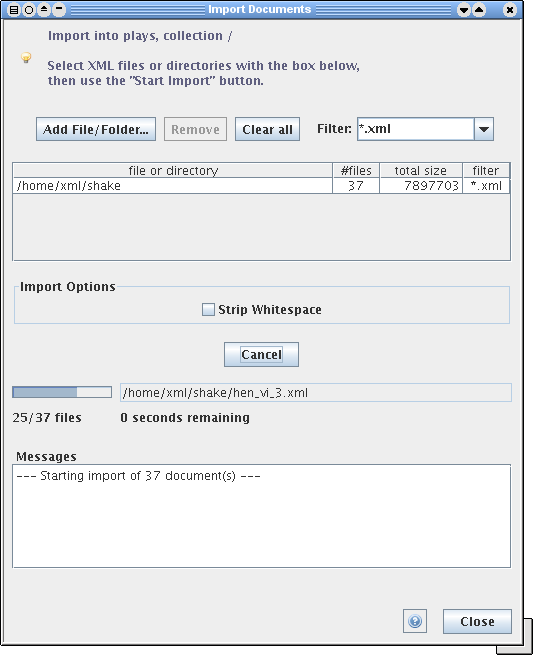 Import Documents
Import into plays, collection /
Select XML files or directories with the box below,
then use the "Start Import" button.
Add File/Folder... Remove Clear all Filter: *.xml
file or directory #files total size filter
/home/xml/shake 37 7897703 *.xml
Import Options
Strip Whitespace
Cancel
/home/xml/shake/hen_vi_3.xml
25/37 files 0 seconds remaining
Messages
--- Starting import of 37 document(s) ---
? Close